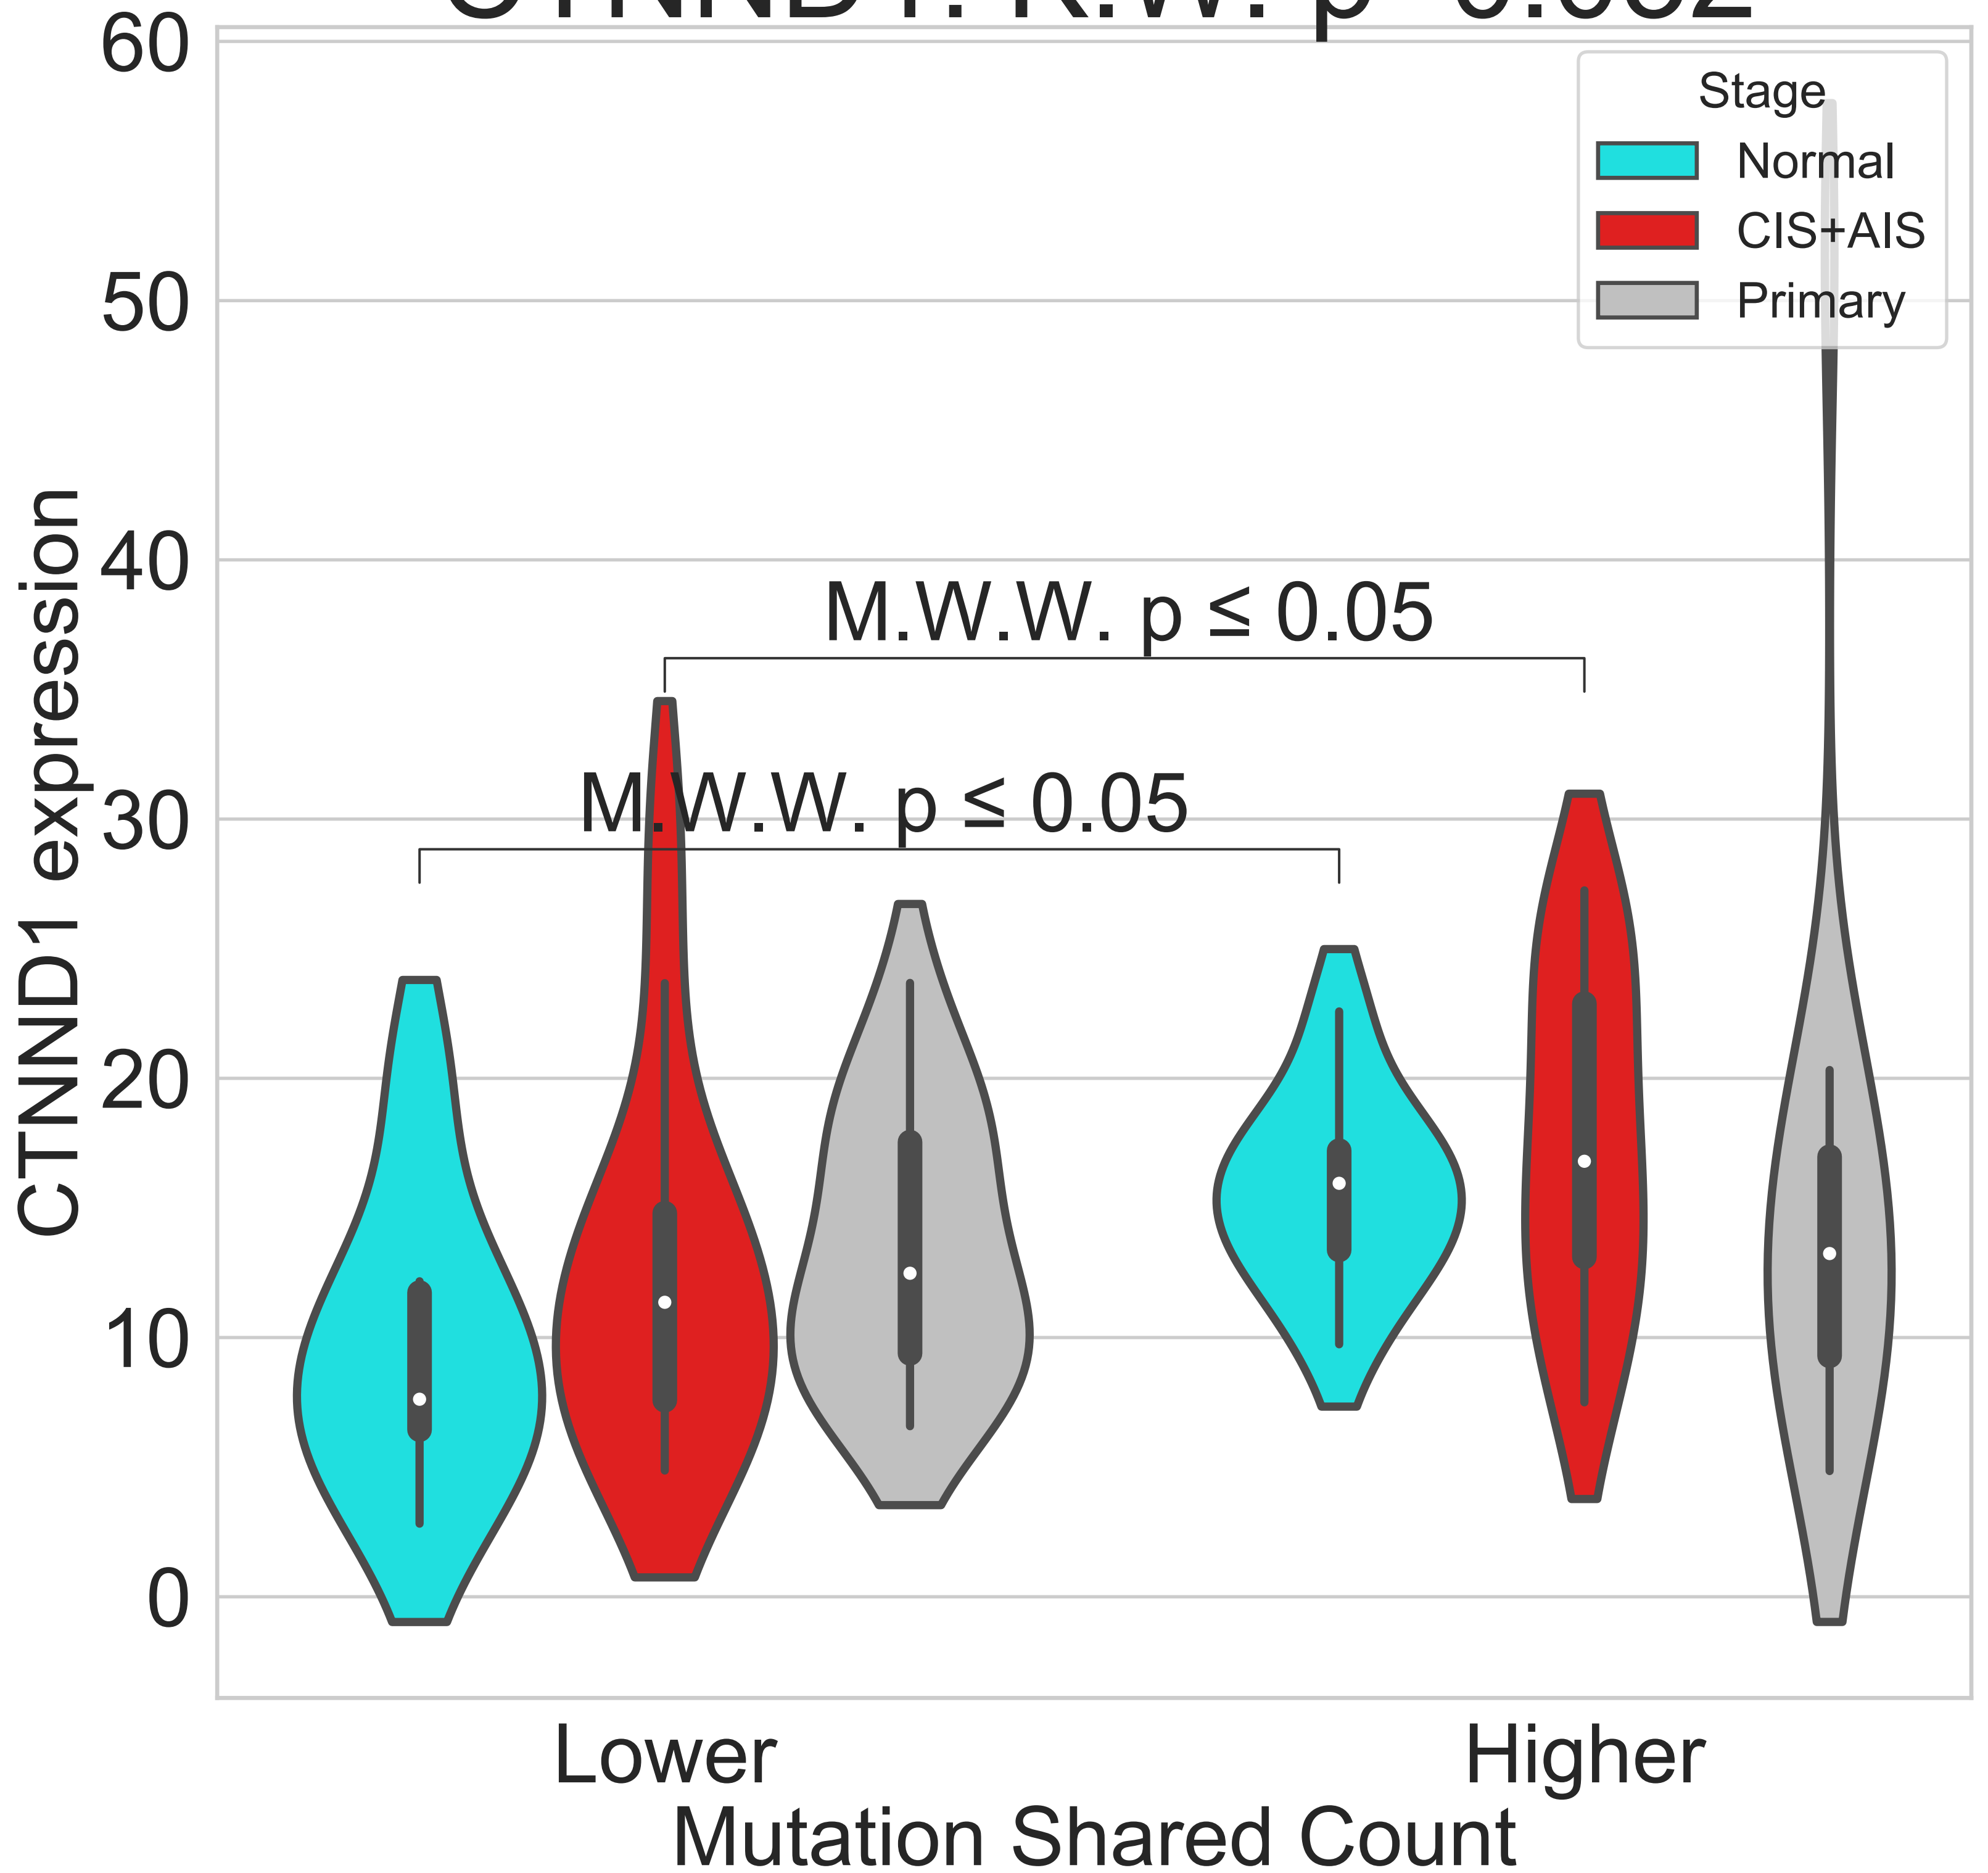 CTNND1: K.W. p
60
50
40
30
20
10
0
CTNND1 expression
Stage
Normal
CIS+AIS
Primary
M.W.W. p ≤ 0.05
M.W.W. p ≤ 0.05
Lower
Higher
Mutation Shared Count